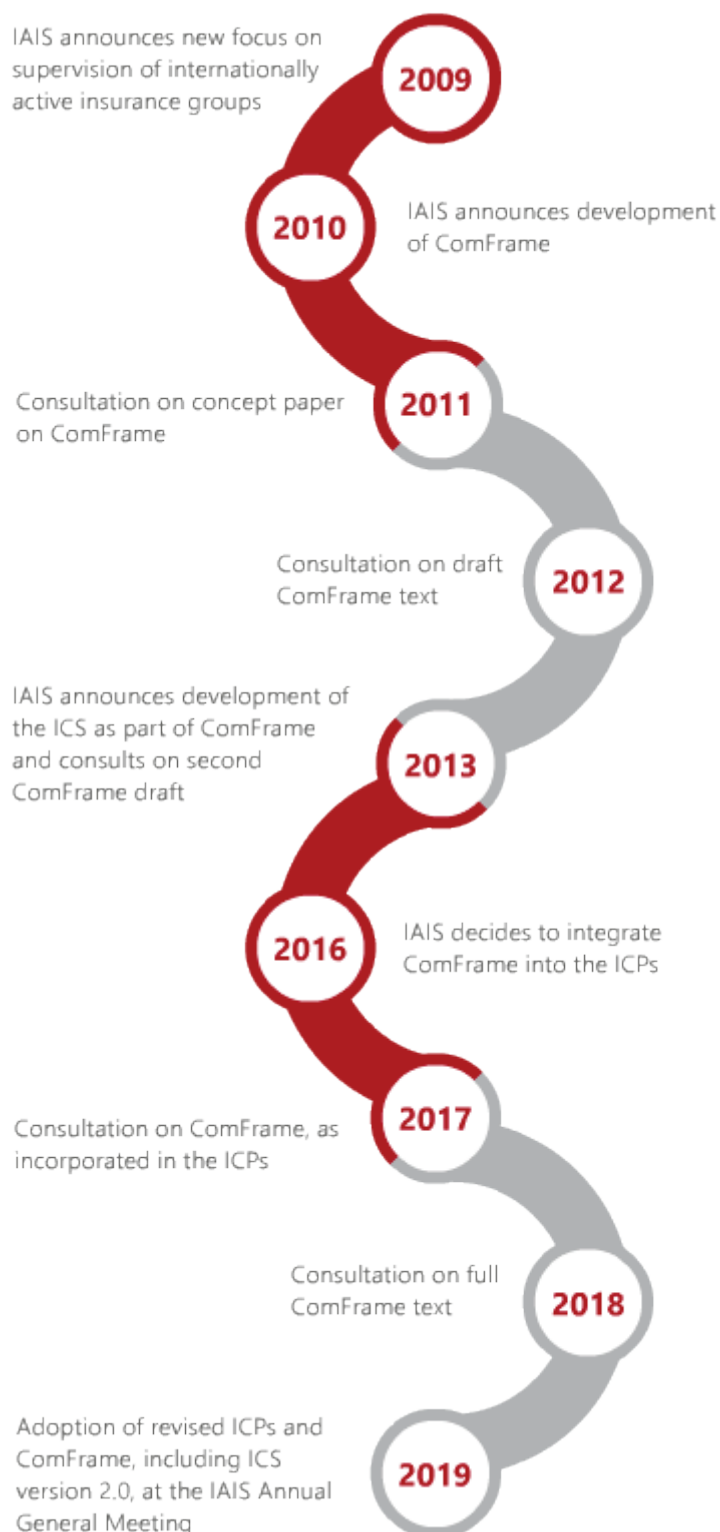 IAIS announces new focus on
supervision of internationally
active insurance groups
2009
2010
IAIS announces development
of ComFrame
Consultation on concept paper
on ComFrame
2011
Consultation on draft
ComFrame text
2012
IAIS announces development of
the ICS as part of ComFrame
and consults on second
ComFrame draft
2013
2016
IAIS decides to integrate
ComFrame into the ICPs
Consultation on ComFrame, as
incorporated in the ICPs
2017
Consultation on full
ComFrame text
2018
Adoption of revised ICPs and
ComFrame, including ICS
version 2.0, at the IAIS Annual
General Meeting
2019